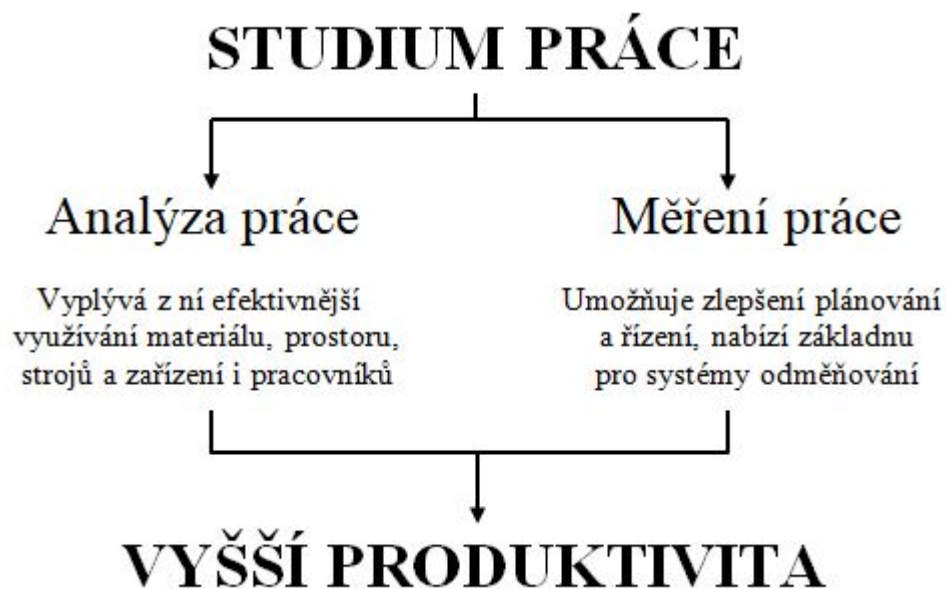 STUDIUM PRÁCE
Analýza práce
Vyplývá z ní efektivnější
využívání materiálu, prostoru,
strojů a zařízení i pracovníků
Měření práce
Umožňuje zlepšení plánování
a řízení, nabízí základnu
pro systémy odměňování
VYŠŠÍ PRODUKTIVITA